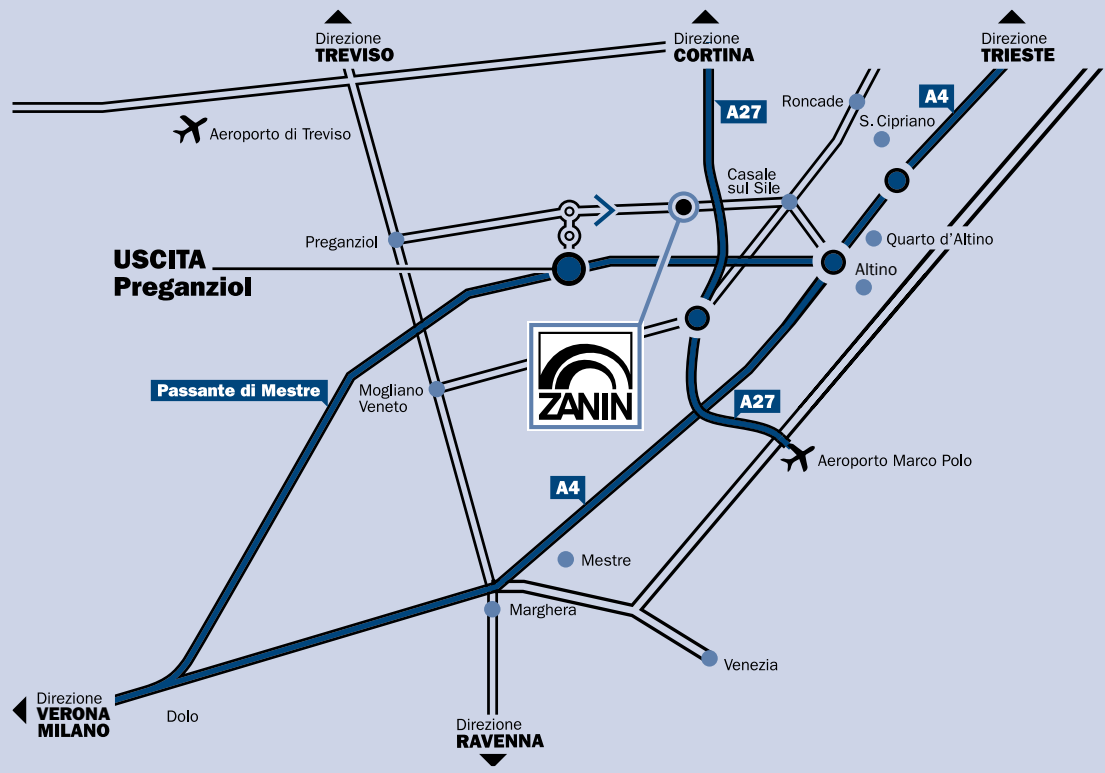 Direzione
TREVISO
Direzione
CORTINA
Direzione
TRIESTE
A27
A4
Roncade
S. Cipriano
Aeroporto di Treviso
Casale
sul Sile
Preganziol
Quarto d'Altino
USCITA
Preganziol
Altino
Passante di Mestre
Mogliano
Veneto
ZANIN
A27
Aeroporto Marco Polo
A4
Mestre
Marghera
Venezia
Direzione
VERONA
MILANO
Dolo
Direzione
RAVENNA